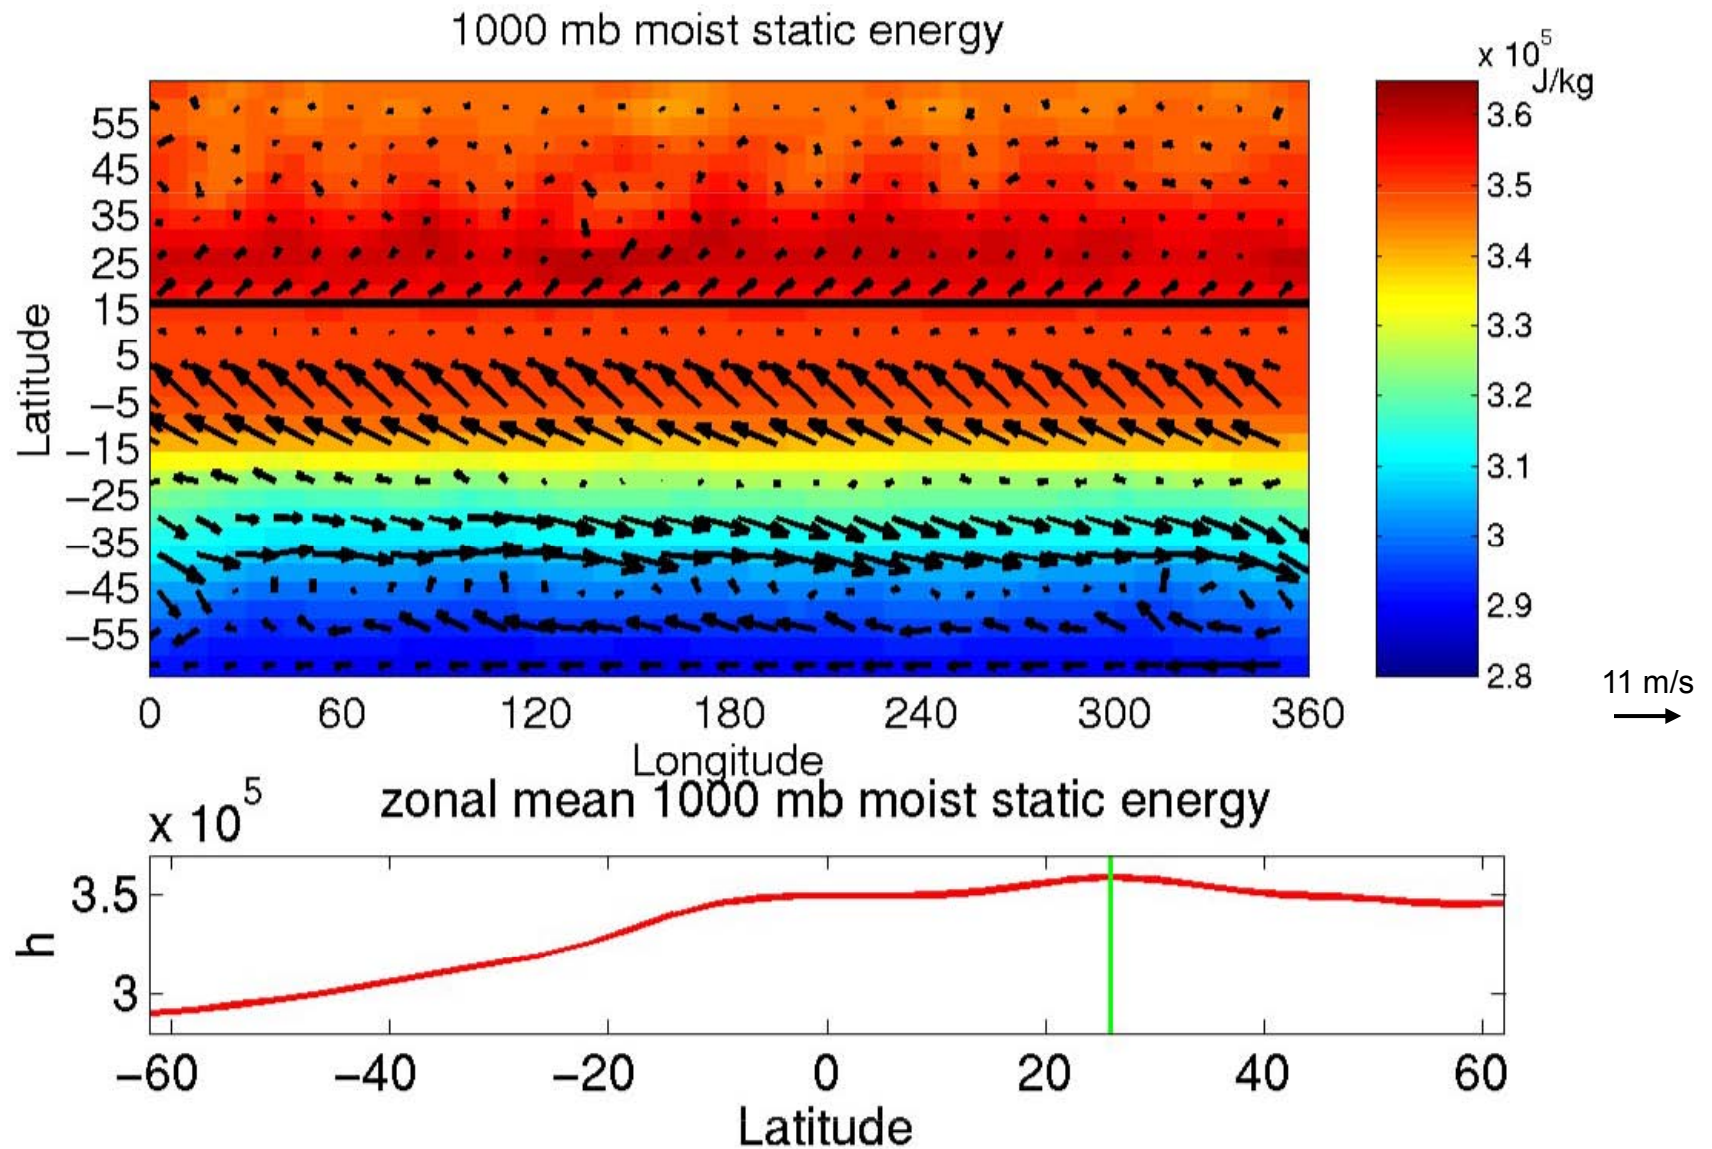 1000 mb moist static energy
x 10^5
J/kg
Latitude
55
45
35
25
15
5
−5
−15
−25
−35
−45
−55
0 60 120 180 240 300 360
Longitude
3.6
3.5
3.4
3.3
3.2
3.1
3
2.9
2.8
11 m/s
zonal mean 1000 mb moist static energy
x 10^5
h
3.5
3
−60 −40 −20 0 20 40 60
Latitude